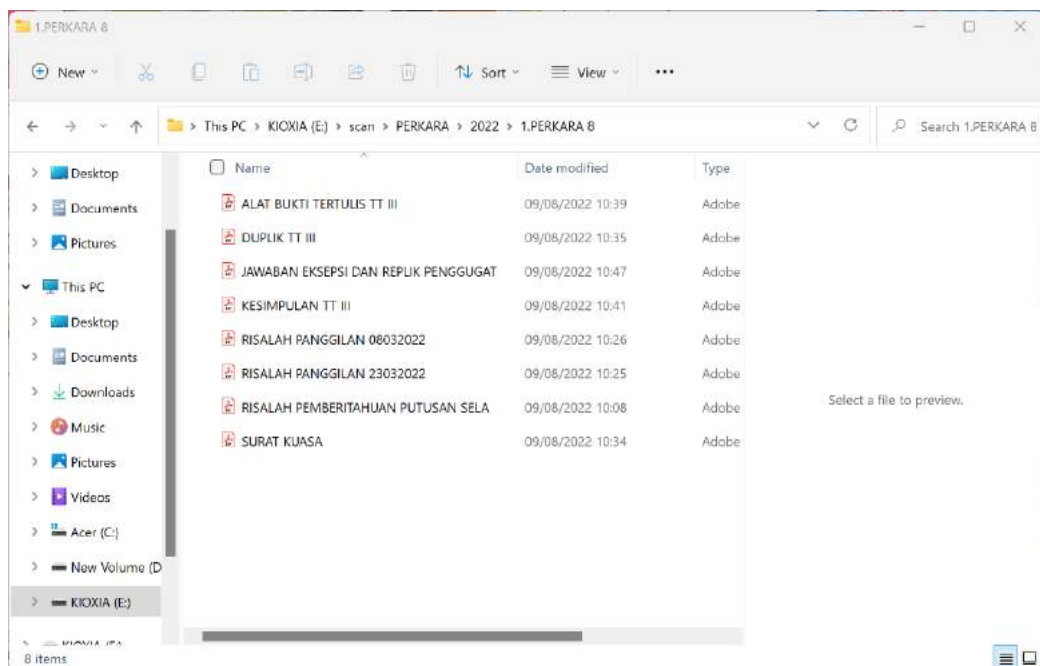 1.PERKARA 8
New
Sort
View
This PC > KIOXIA (E:) > scan > PERKARA > 2022 > 1.PERKARA 8
Search 1.PERKARA 8
Desktop
Documents
Pictures
This PC
Desktop
Documents
Downloads
Music
Pictures
Videos
Acer (C:)
New Volume (D
KIOXIA (E:)
KIOXIA (E:)
Name Date modified Type
ALAT BUKTI TERTULIS TT III 09/08/2022 10:39 Adobe
DUPLIK TT III 09/08/2022 10:35 Adobe
JAWABAN EKSEPSI DAN REPLIK PENGGUGAT 09/08/2022 10:47 Adobe
KESIMPULAN TT III 09/08/2022 10:41 Adobe
RISALAH PANGGILAN 08032022 09/08/2022 10:26 Adobe
RISALAH PANGGILAN 23032022 09/08/2022 10:25 Adobe
RISALAH PEMBERITAHUAN PUTUSAN SELA 09/08/2022 10:08 Adobe
SURAT KUASA 09/08/2022 10:34 Adobe
Select a file to preview.
8 items